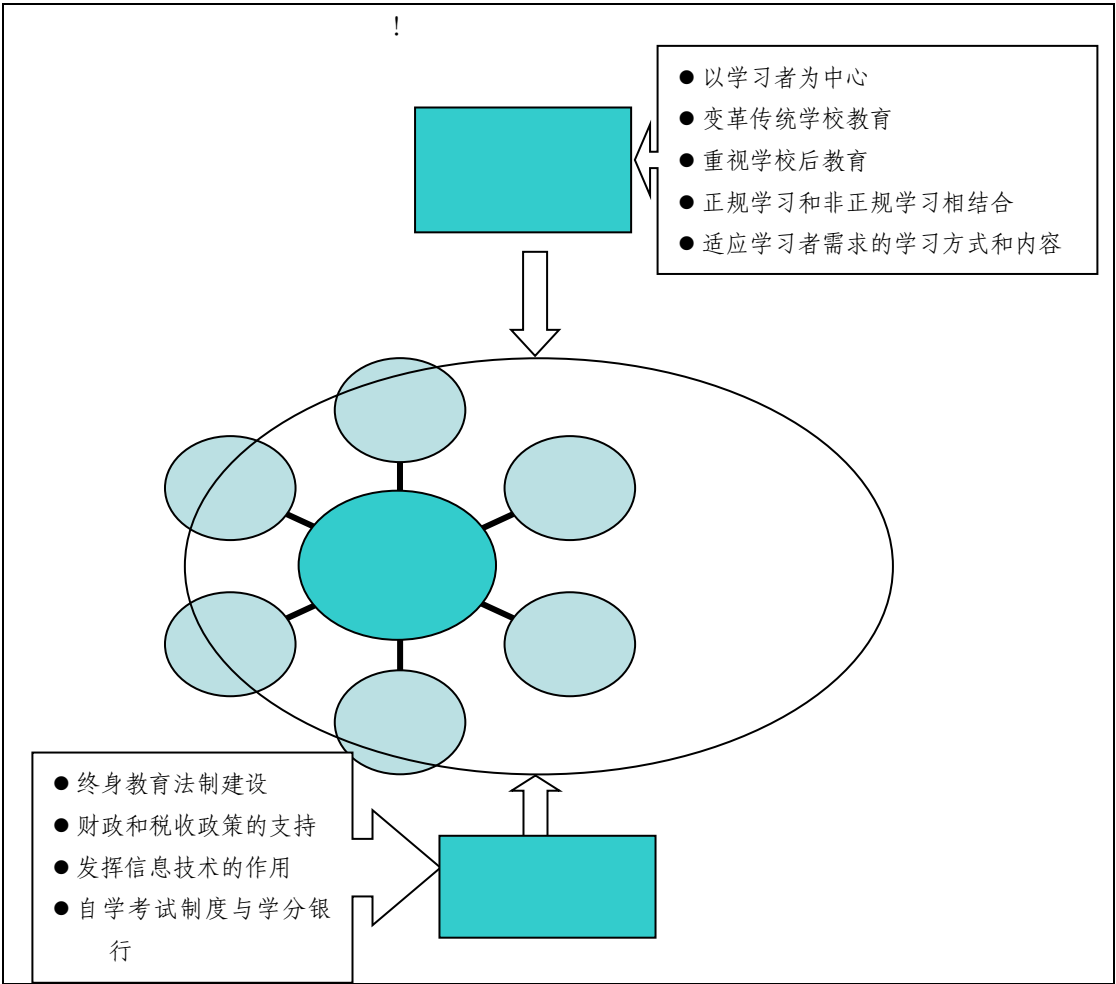 !
● 以学习者为中心
● 变革传统学校教育
● 重视学校后教育
● 正规学习和非正规学习相结合
● 适应学习者需求的学习方式和内容
● 终身教育法制建设
● 财政和税收政策的支持
● 发挥信息技术的作用
● 自学考试制度与学分银
行